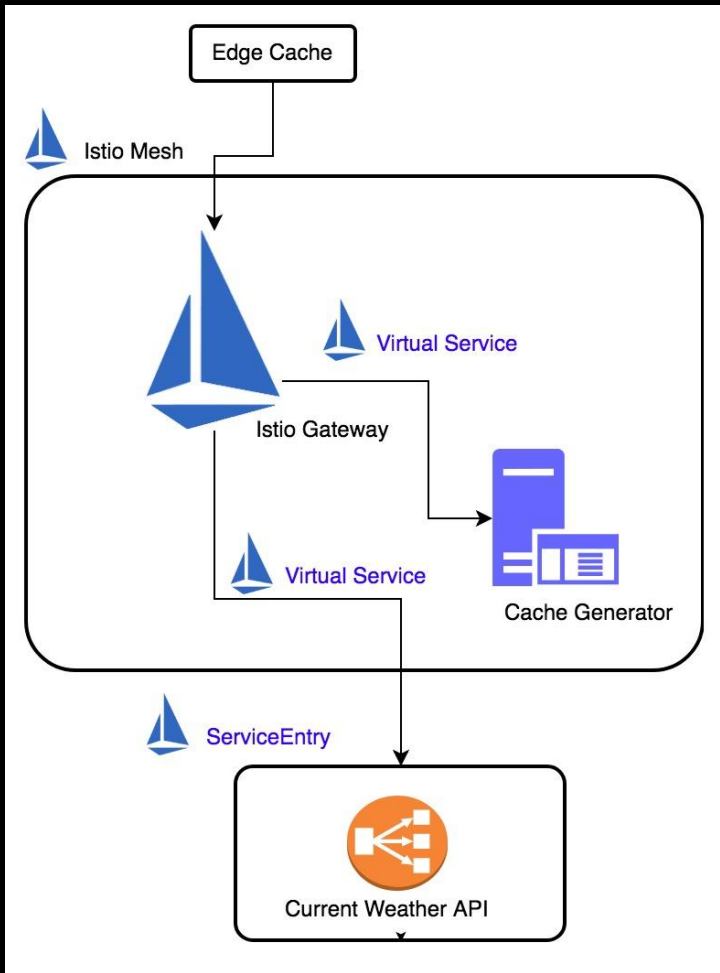 Edge Cache
Istio Mesh
Virtual Service
Istio Gateway
Virtual Service
Cache Generator
ServiceEntry
Current Weather API